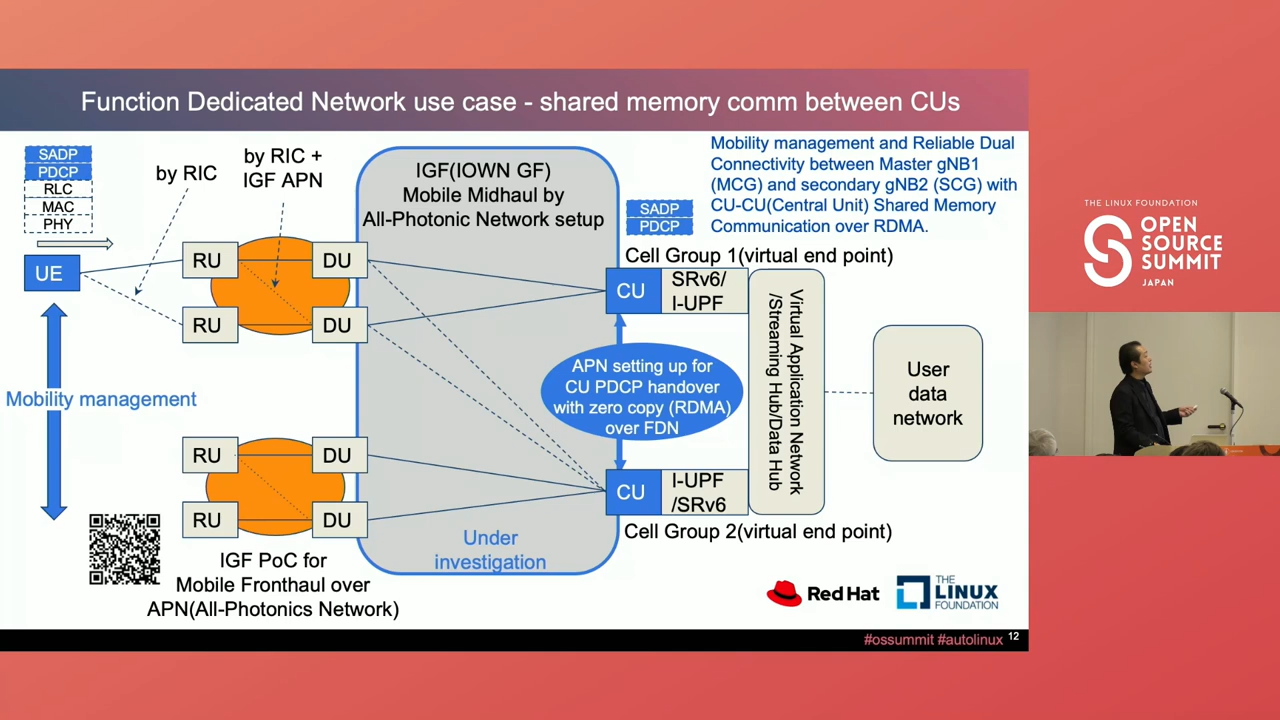 Function Dedicated Network use case - shared memory comm between CUs
SADP
PDCP
RLC
MAC
PHY
UE
by RIC
by RIC +
IGF APN
IGF(IOWN GF)
Mobile Midhaul by
All-Photonic Network setup
Mobility management and Reliable Dual
Connectivity between Master gNB1
(MCG) and secondary gNB2 (SCG) with
CU-CU(Central Unit) Shared Memory
Communication over RDMA.
SADP
PDCP
Cell Group 1(virtual end point)
RU
DU
RU
DU
CU
SRv6/
I-UPF
Mobility management
APN setting up for
CU PDCP handover
with zero copy (RDMA)
over FDN
Virtual Application Network
/Streaming Hub/Data Hub
User
data
network
RU
DU
RU
DU
CU
I-UPF
/SRv6
Cell Group 2(virtual end point)
Under
investigation
IGF PoC for
Mobile Fronthaul over
APN(All-Photonics Network)
Red Hat
THE
LINUX
FOUNDATION
#ossummit #autolinux 12
THE LINUX FOUNDATION
OPEN
SOURCE
SUMMIT
JAPAN